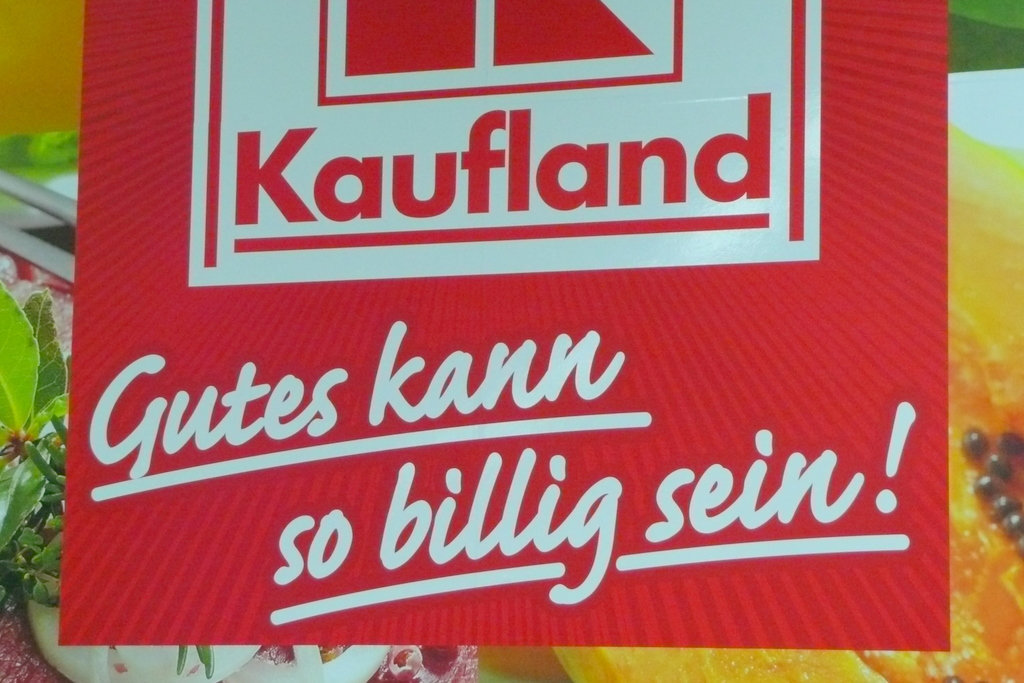 Kaufland
Gutes kann
so billig sein!